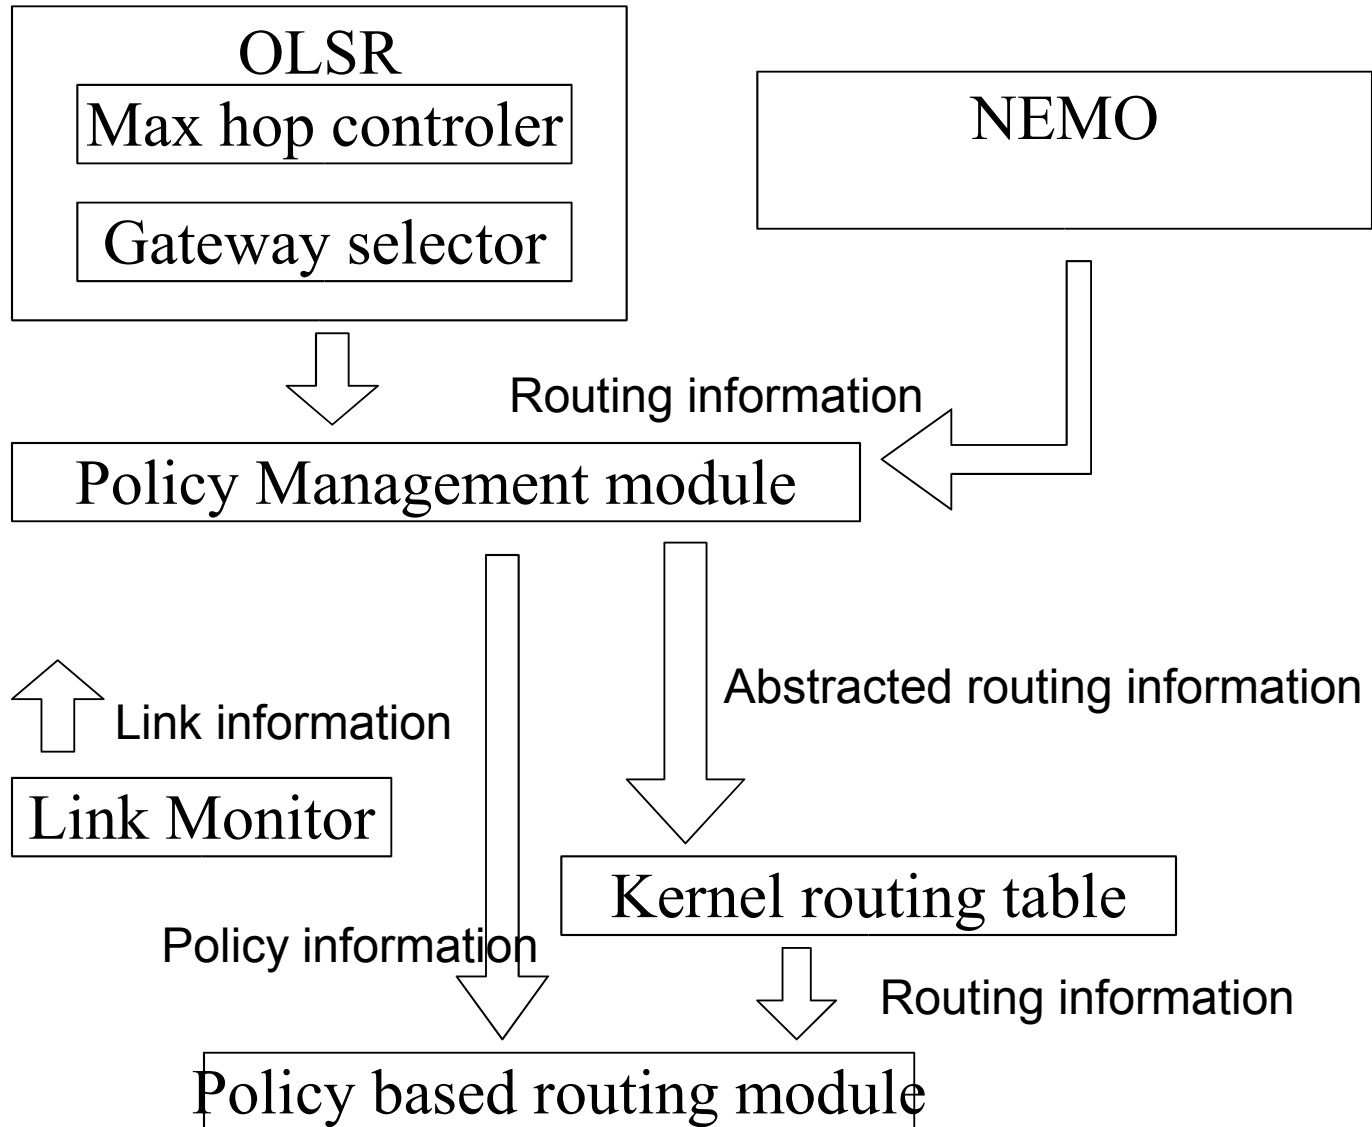 OLSR
Max hop controler
NEMO
Gateway selector
Routing information
Policy Management module
Abstracted routing information
Link information
Link Monitor
Kernel routing table
Policy information
Routing information
Policy based routing module